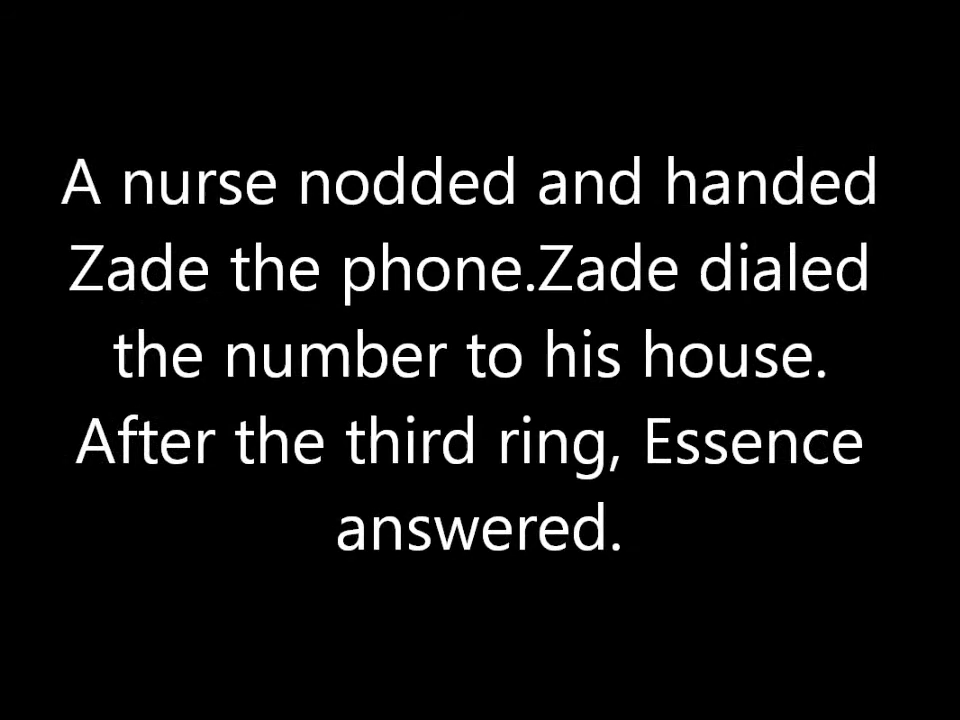 A nurse nodded and handed
Zade the phone.Zade dialed
the number to his house.
After the third ring, Essence
answered.